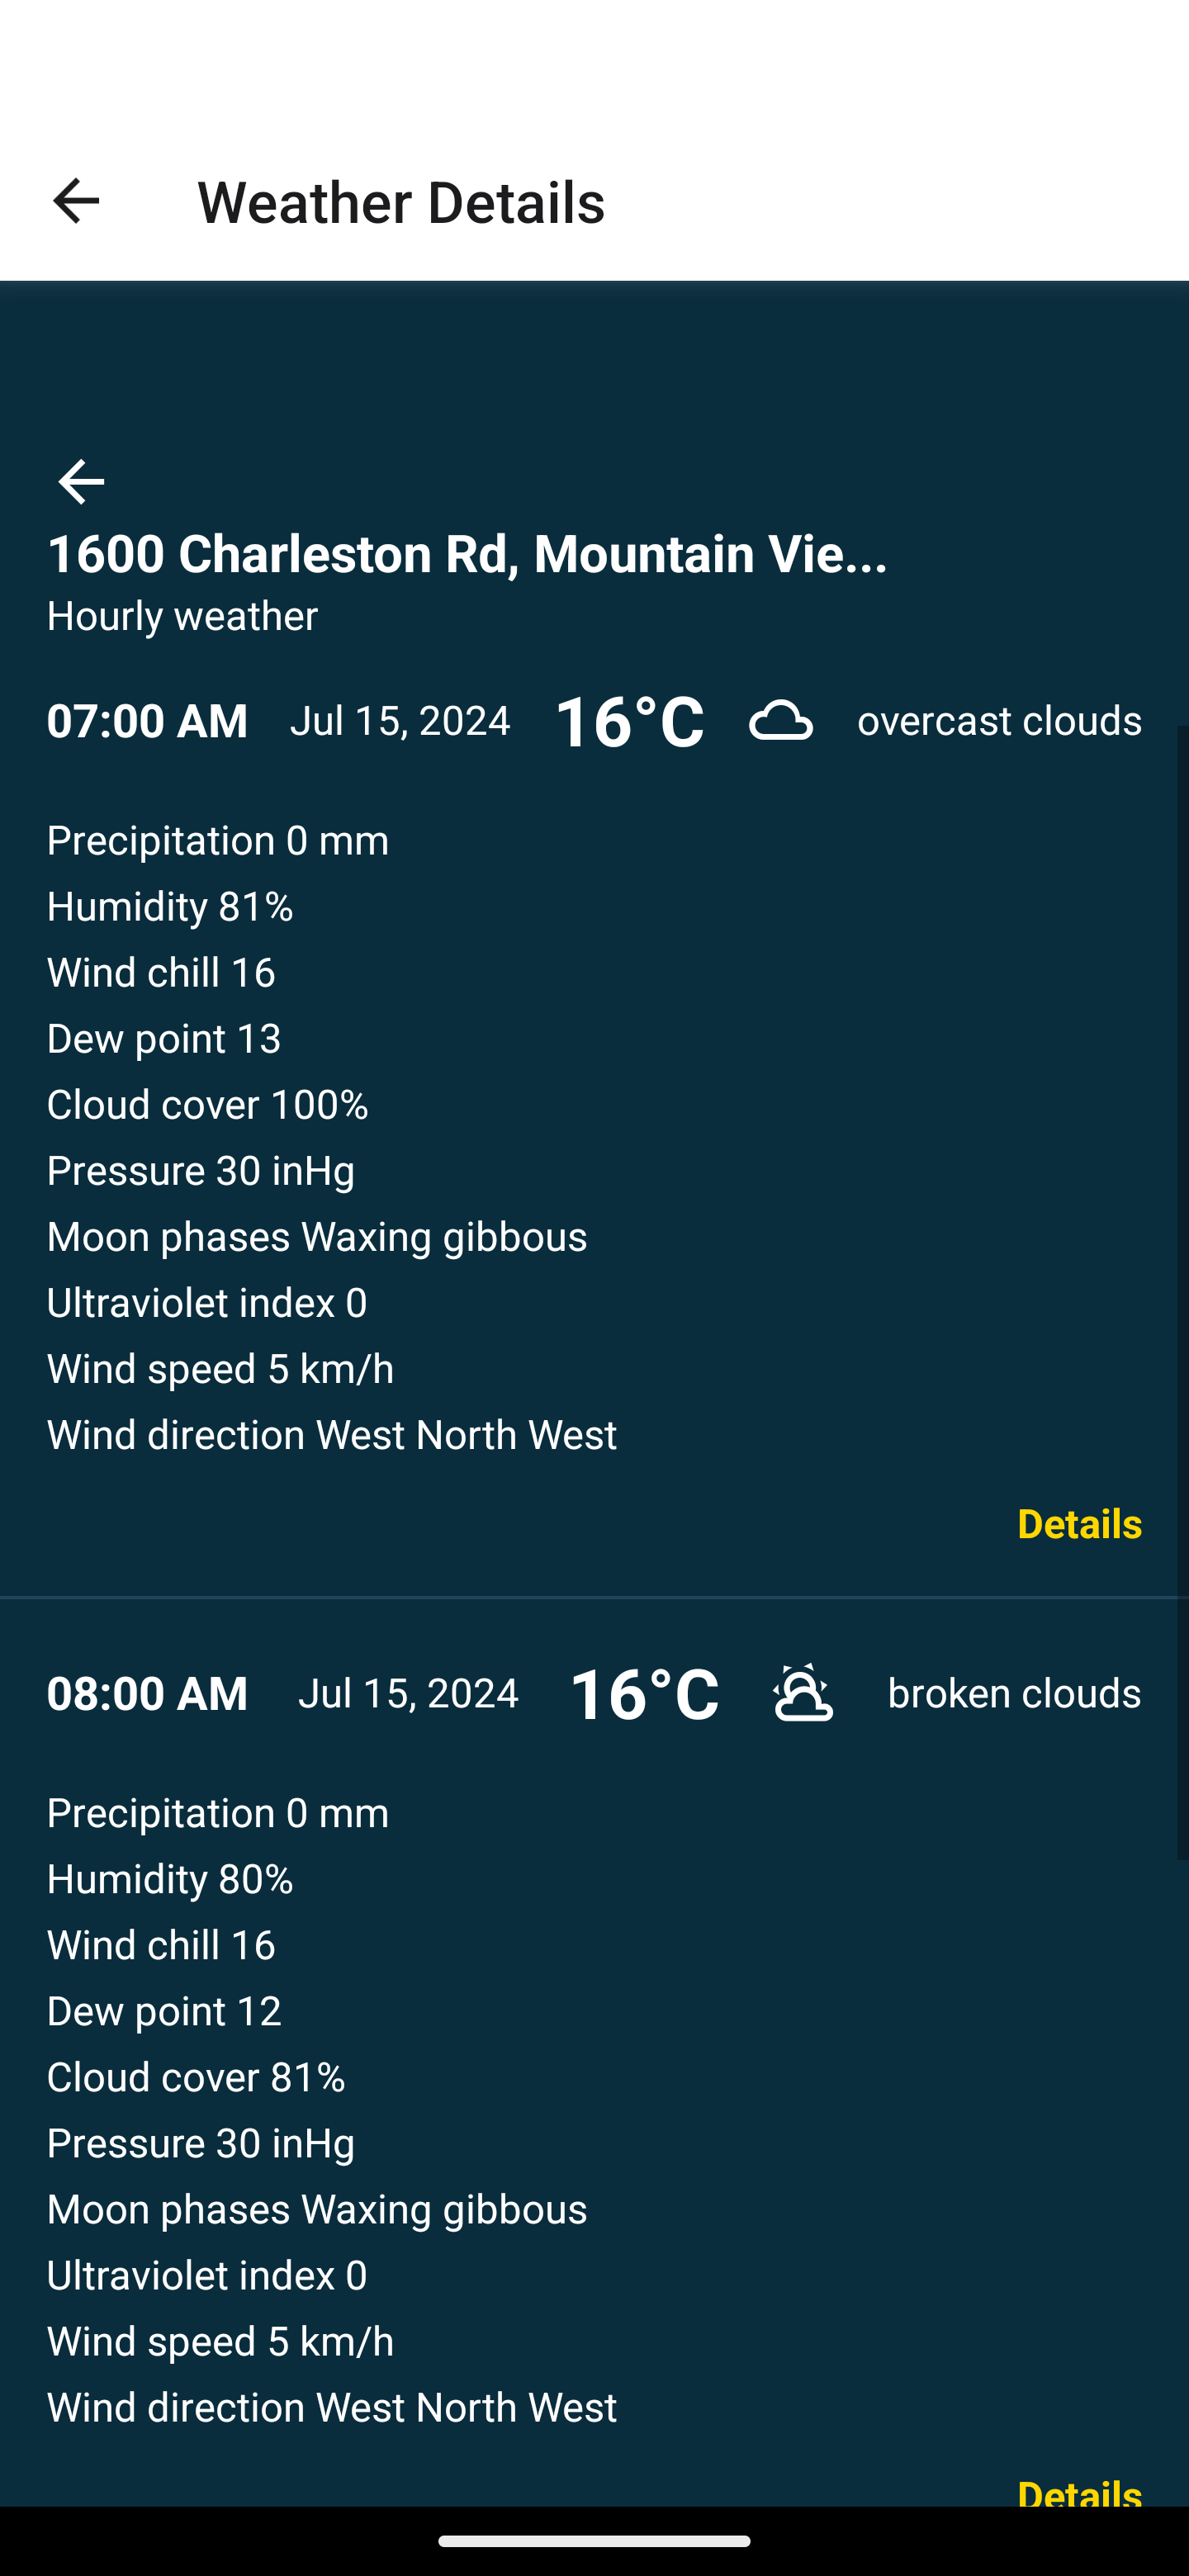 Weather Details
1600 Charleston Rd, Mountain Vie...
Hourly weather
07:00 AM Jul 15, 2024 16°C overcast clouds
Precipitation 0 mm
Humidity 81%
Wind chill 16
Dew point 13
Cloud cover 100%
Pressure 30 inHg
Moon phases Waxing gibbous
Ultraviolet index 0
Wind speed 5 km/h
Wind direction West North West
Details
08:00 AM Jul 15, 2024 16°C broken clouds
Precipitation 0 mm
Humidity 80%
Wind chill 16
Dew point 12
Cloud cover 81%
Pressure 30 inHg
Moon phases Waxing gibbous
Ultraviolet index 0
Wind speed 5 km/h
Wind direction West North West
Details